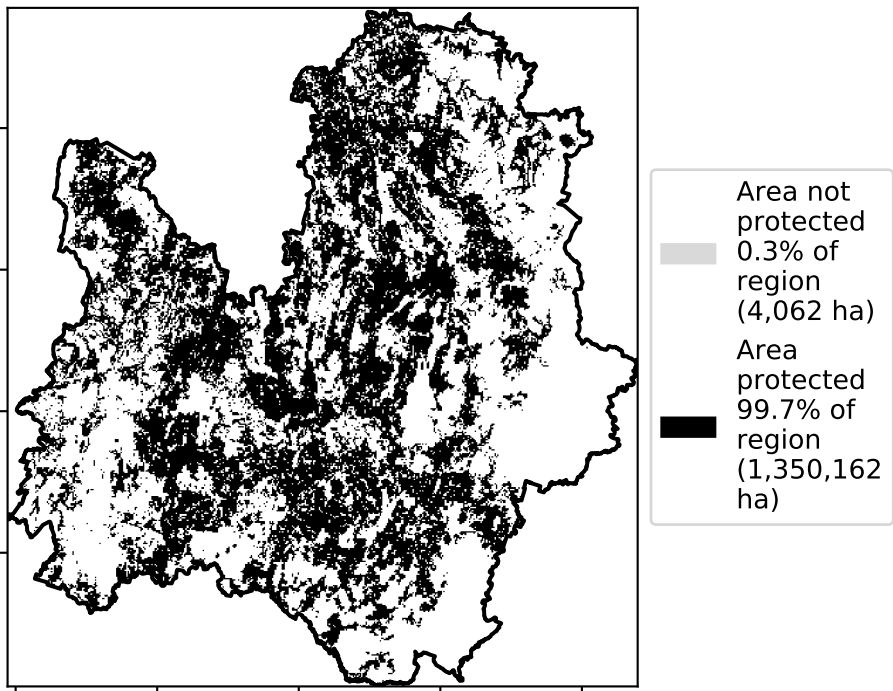 Area not
protected
0.3% of
region
(4,062 ha)
Area
protected
99.7% of
region
(1,350,162
ha)